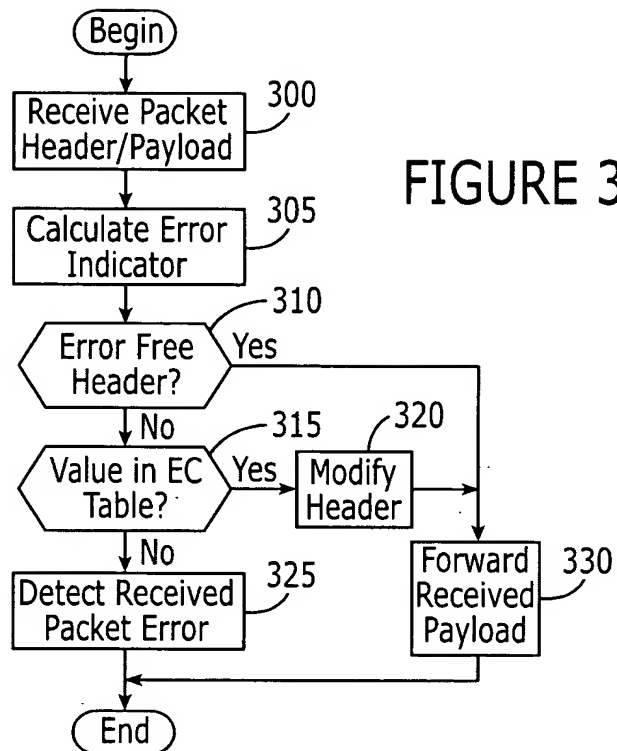 Begin
300
Receive Packet
Header/Payload
FIGURE 3
305
Calculate Error
Indicator
310
Error Free
Header?
Yes
No
315
320
Value in EC
Table?
Yes
Modify
Header
No
325
Detect Received
Packet Error
Forward
Received
Payload
330
End